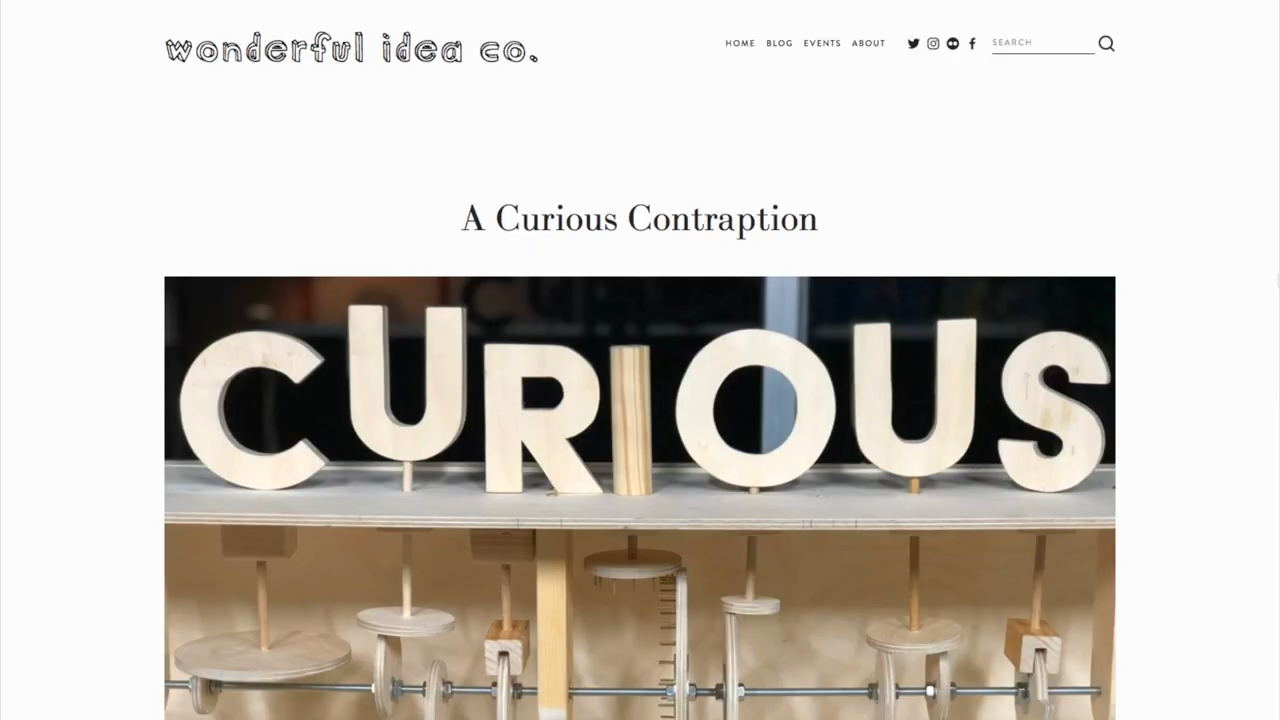 wonderful idea co.
HOME BLOG EVENTS ABOUT
SEARCH
A Curious Contraption
CURIOUS